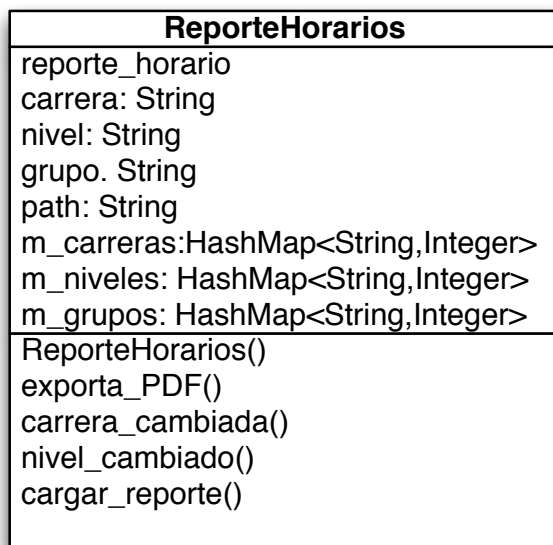 ReporteHorarios
reporte_horario
carrera: String
nivel: String
grupo. String
path: String
m_carreras:HashMap<String,Integer>
m_niveles: HashMap<String,Integer>
m_grupos: HashMap<String,Integer>
ReporteHorarios()
exporta_PDF()
carrera_cambiada()
nivel_cambiado()
cargar_reporte()